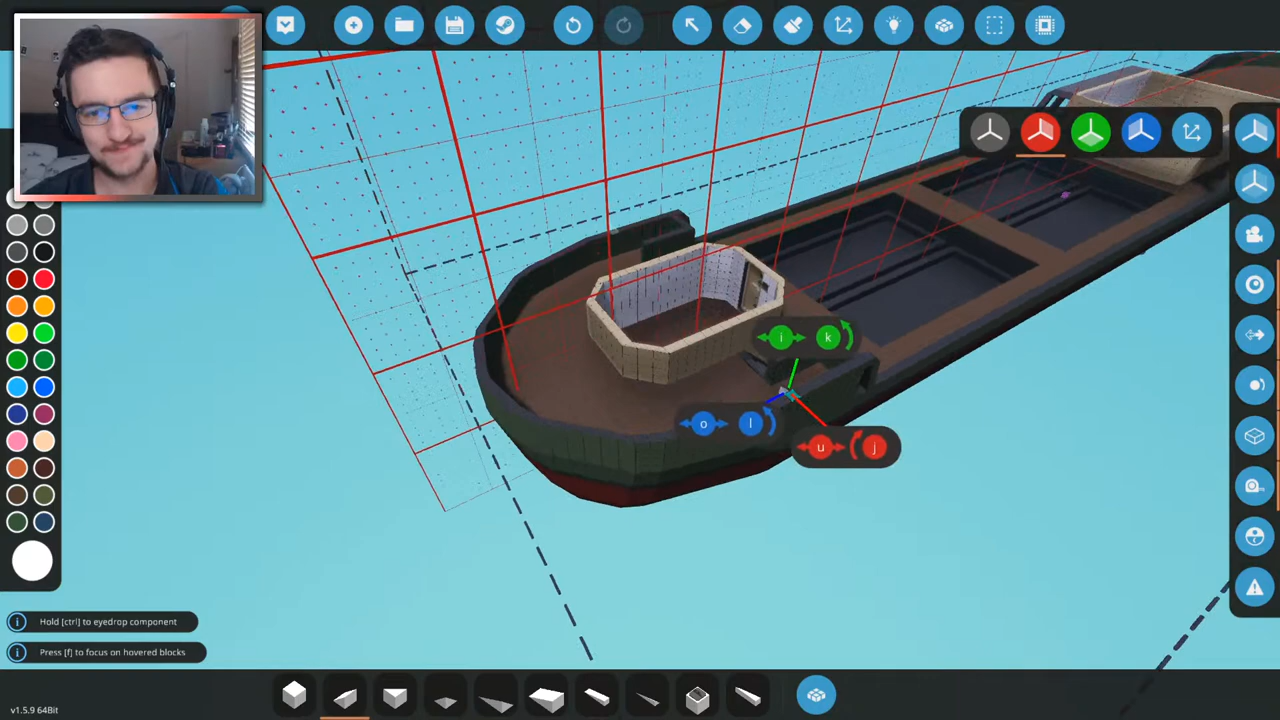 i k
o l
u j
Hold [ctrl] to eyedrop component
Press [f] to focus on hovered blocks
v1.5.9 64Bit